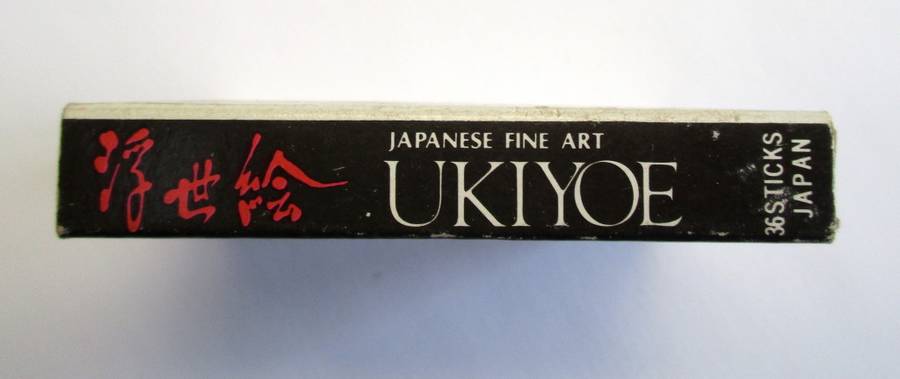 浮世絵
JAPANESE FINE ART
UKIYOE
36STICKS
JAPAN